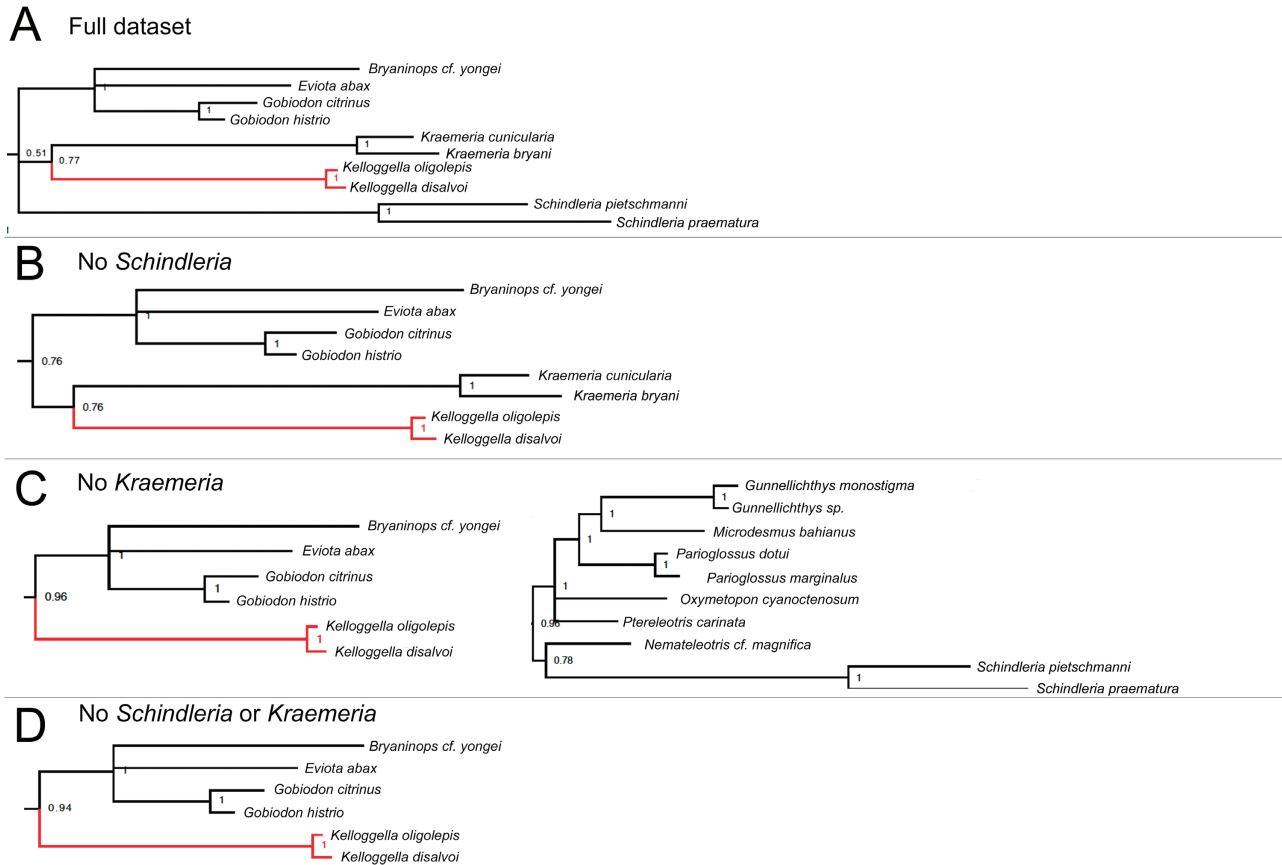 A Full dataset
Bryaninops cf. yongei
1
Eviota abax
Gobiodon citrinus
1
Gobiodon histrio
Kraemeria cunicularia
1
0.51
Kraemeria bryani
0.77
Kelloggella oligolepis
1
Kelloggella disalvoi
Schindleria pietschmanni
1
Schindleria praematura
B No Schindleria
Bryaninops cf. yongei
1
Eviota abax
Gobiodon citrinus
1
Gobiodon histrio
0.76
Kraemeria cunicularia
1
Kraemeria bryani
0.76
Kelloggella oligolepis
1
Kelloggella disalvoi
C No Kraemeria
Bryaninops cf. yongei
1
Eviota abax
Gobiodon citrinus
1
Gobiodon histrio
0.96
Kelloggella oligolepis
1
Kelloggella disalvoi
Gunnellichthys monostigma
1
Gunnellichthys sp.
1
Microdesmus bahianus
1
Parioglossus dotui
1
Parioglossus marginalus
1
Oxymetopon cyanoctenosum
Ptereleotris carinata
0.96
Nemateleotris cf. magnifica
0.78
Schindleria pietschmanni
1
Schindleria praematura
D No Schindleria or Kraemeria
Bryaninops cf. yongei
1
Eviota abax
Gobiodon citrinus
1
Gobiodon histrio
0.94
Kelloggella oligolepis
1
Kelloggella disalvoi